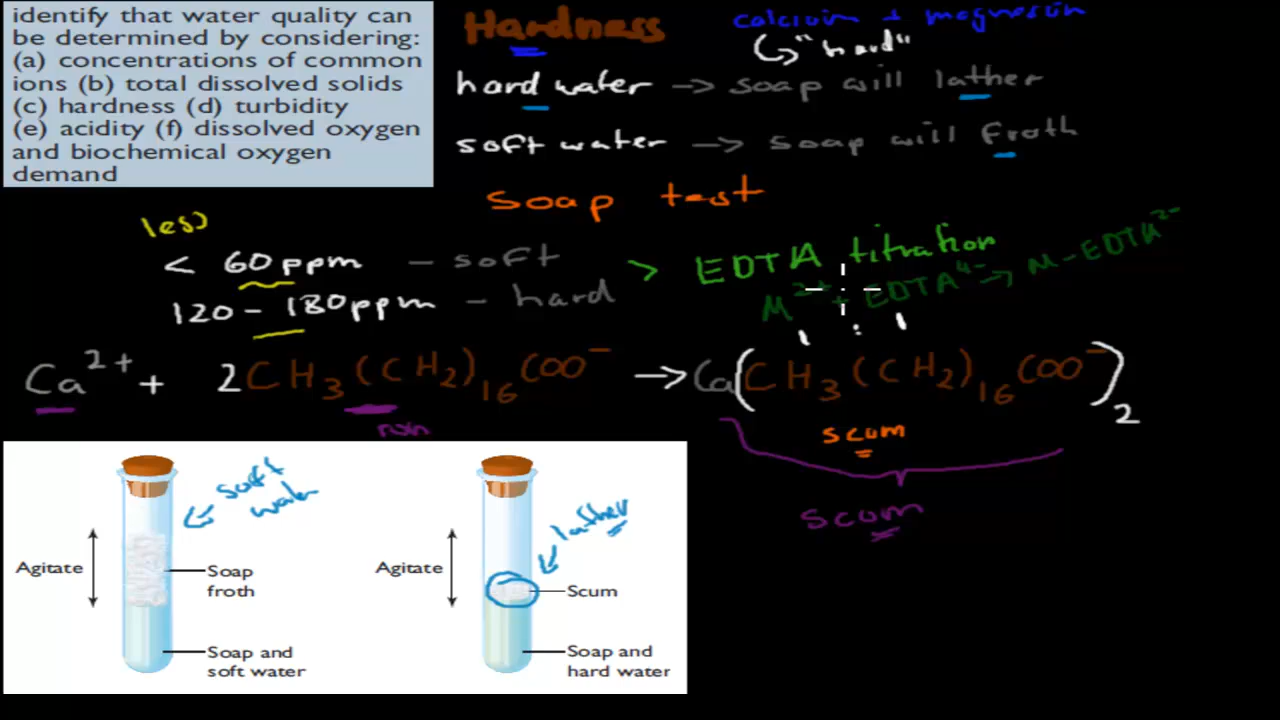 identify that water quality can
be determined by considering:
(a) concentrations of common
ions (b) total dissolved solids
(c) hardness (d) turbidity
(e) acidity (f) dissolved oxygen
and biochemical oxygen
demand
Hardness
calcium + magnesium
"hard"
hard water -> soap will lather
soft water -> soap will froth
soap test
less
< 60ppm - soft
120 - 180ppm - hard
> EDTA titration
M2+ + EDTA4- -> M-EDTA2-
1 : 1
Ca2+ + 2CH3(CH2)16COO- -> Ca(CH3(CH2)16COO-)2
scum
scum
soft
water
Agitate
Soap
froth
Soap and
soft water
lather
Agitate
Scum
Soap and
hard water